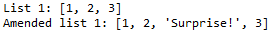 List 1: [1, 2, 3]
Amended list 1: [1, 2, 'Surprise!', 3]